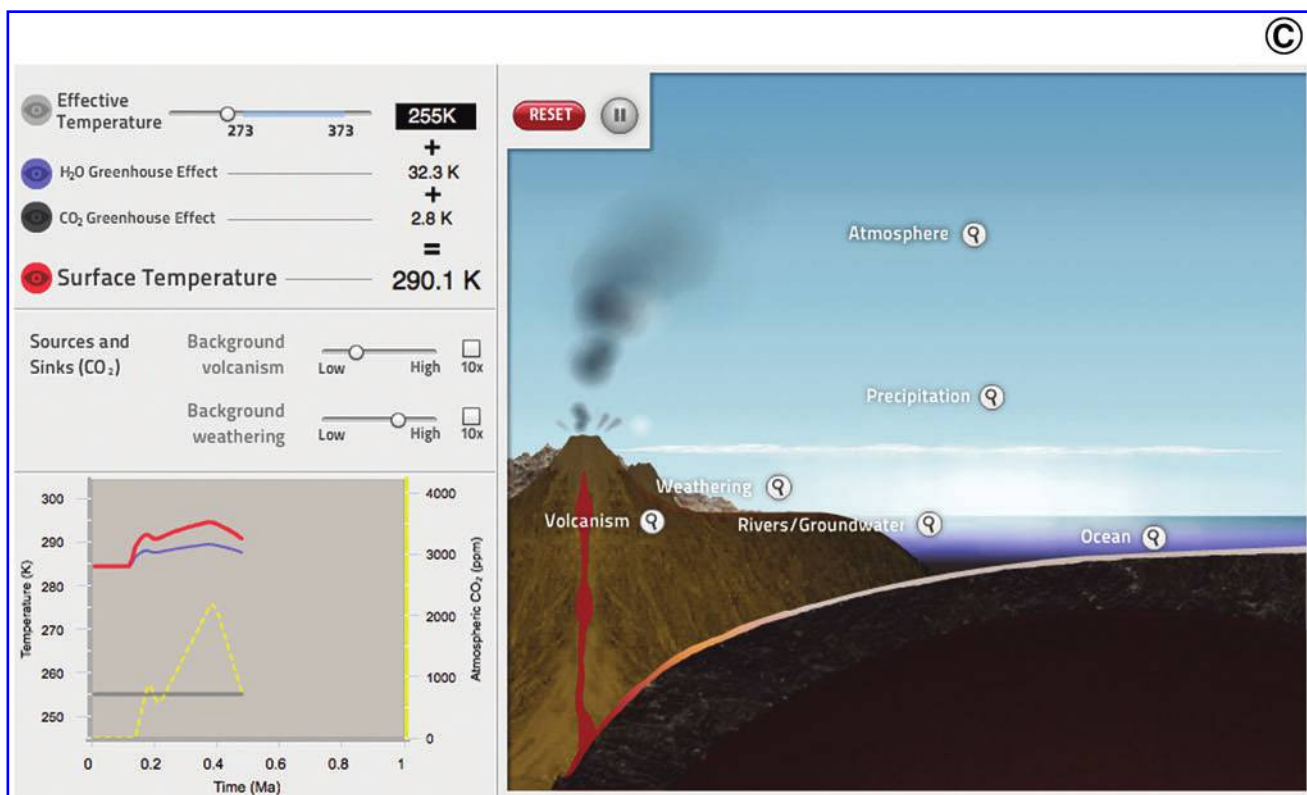 ©
Effective
Temperature
273 373
255K
+
H₂O Greenhouse Effect
32.3 K
+
CO₂ Greenhouse Effect
2.8 K
=
Surface Temperature
290.1 K
Sources and
Sinks (CO₂)
Background
volcanism
Low High 10x
Background
weathering
Low High 10x
300
290
280
270
260
250
Temperature (K)
4000
3000
2000
1000
0
Atmospheric CO₂ (ppm)
0 0.2 0.4 0.6 0.8 1
Time (Ma)
RESET
Atmosphere
Precipitation
Weathering
Volcanism
Rivers/Groundwater
Ocean